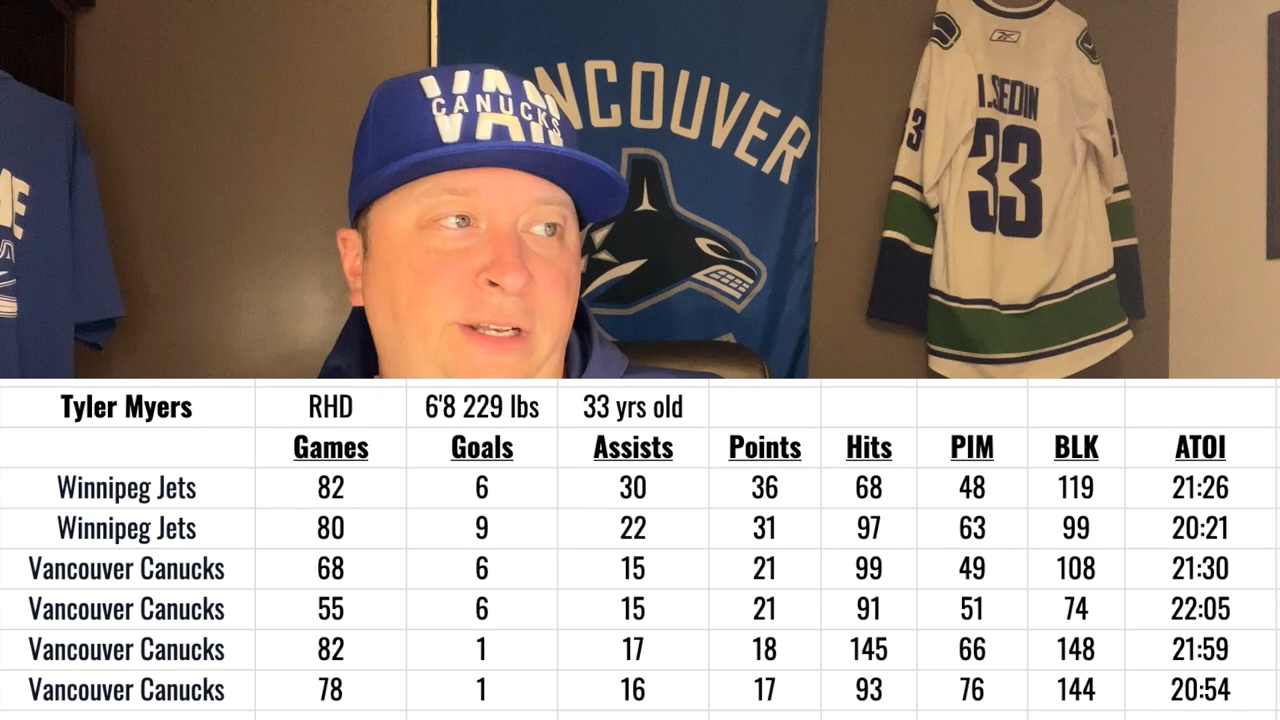 VAN
CANUCKS
VANCOUVER
H.SEDIN
33
33
3
Tyler Myers RHD 6'8 229 lbs 33 yrs old
Games Goals Assists Points Hits PIM BLK ATOI
Winnipeg Jets 82 6 30 36 68 48 119 21:26
Winnipeg Jets 80 9 22 31 97 63 99 20:21
Vancouver Canucks 68 6 15 21 99 49 108 21:30
Vancouver Canucks 55 6 15 21 91 51 74 22:05
Vancouver Canucks 82 1 17 18 145 66 148 21:59
Vancouver Canucks 78 1 16 17 93 76 144 20:54